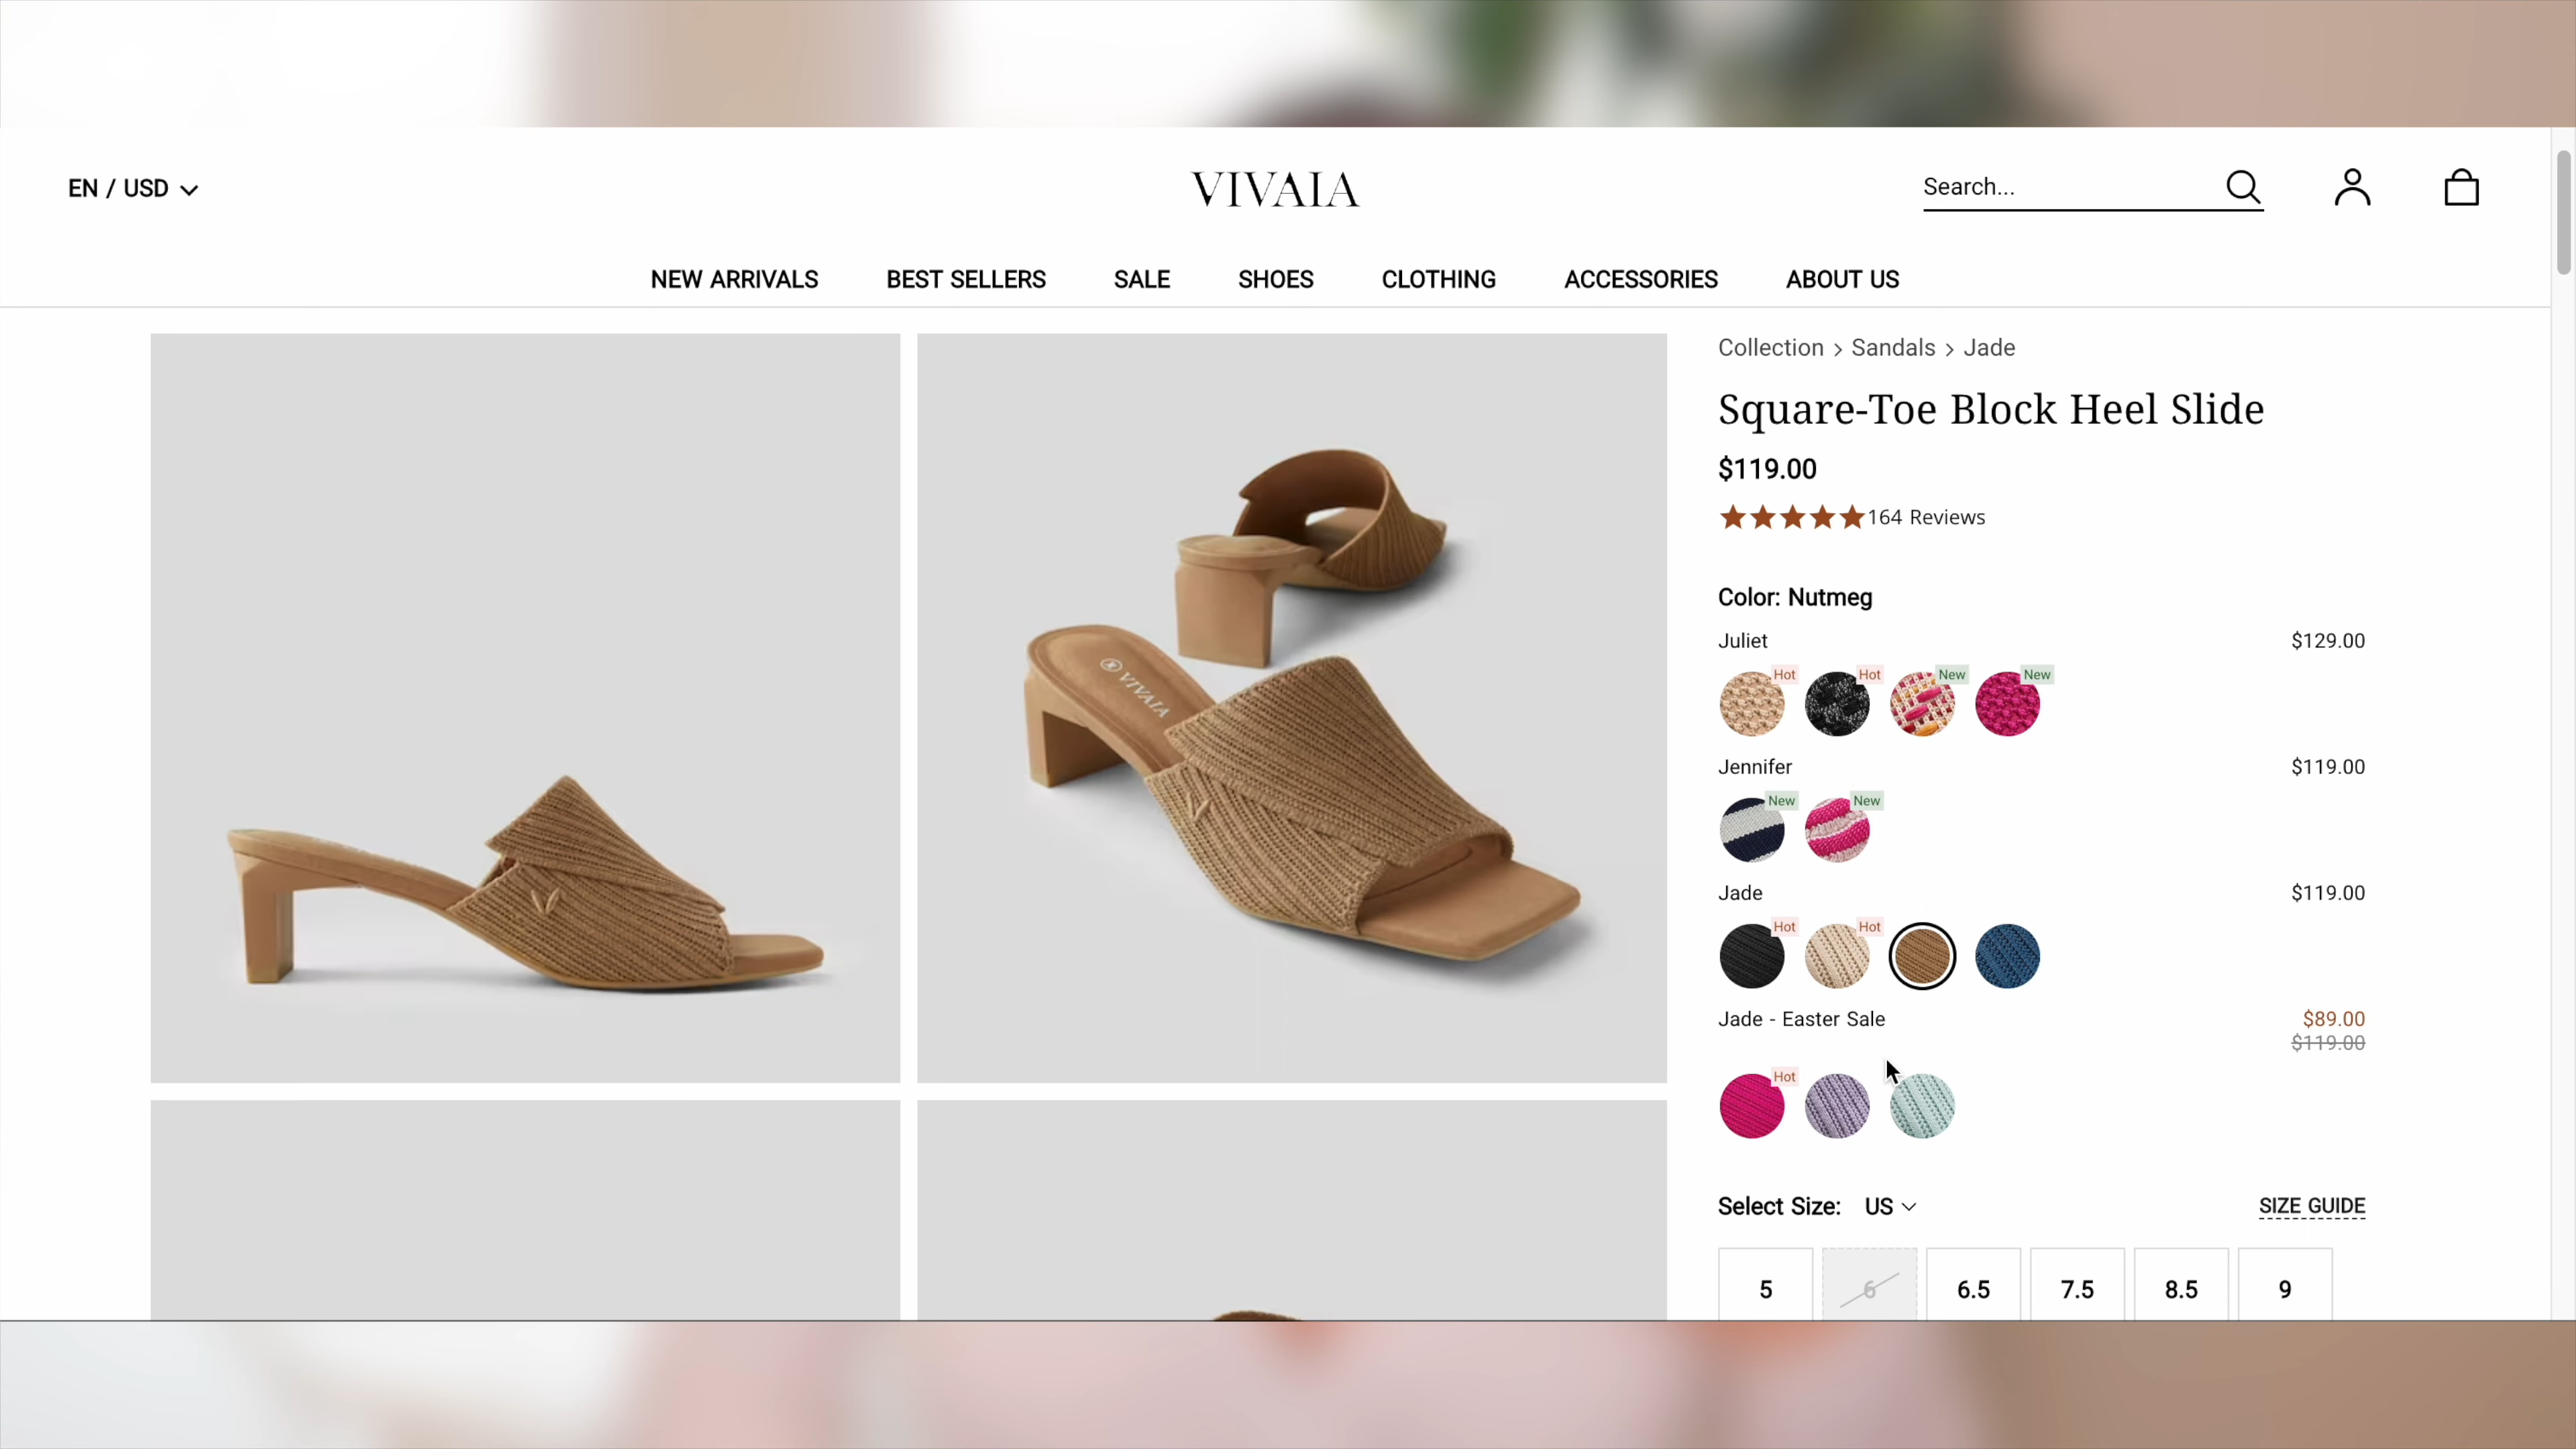 EN / USD
VIVAIA
Search...
NEW ARRIVALS
BEST SELLERS
SALE
SHOES
CLOTHING
ACCESSORIES
ABOUT US
VIVAIA
Collection > Sandals > Jade
Square-Toe Block Heel Slide
$119.00
164 Reviews
Color: Nutmeg
Juliet $129.00
Hot Hot New New
Jennifer $119.00
New New
Jade $119.00
Hot Hot
Jade - Easter Sale $89.00
$119.00
Hot
Select Size: US SIZE GUIDE
5 6 6.5 7.5 8.5 9